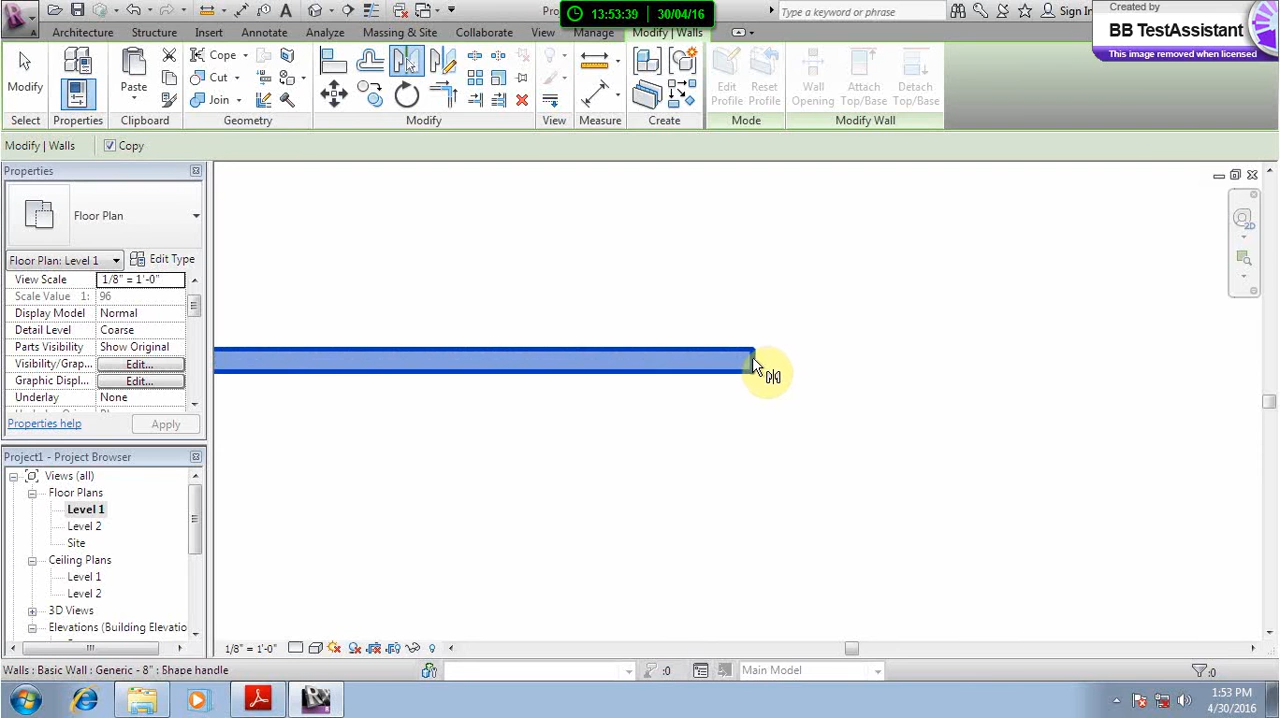 Pro
13:53:39 30/04/16
Type a keyword or phrase
Sign In
Created by
BB TestAssistant
This image removed when licensed
Architecture Structure Insert Annotate Analyze Massing & Site Collaborate View Manage Modify | Walls
Modify
Paste
Cope
Cut
Join
Edit Profile
Reset Profile
Wall Opening
Attach Top/Base
Detach Top/Base
Select Properties Clipboard Geometry Modify View Measure Create Mode Modify Wall
Modify | Walls Copy
Properties
Floor Plan
Floor Plan: Level 1 Edit Type
View Scale 1/8" = 1'-0"
Scale Value 1: 96
Display Model Normal
Detail Level Coarse
Parts Visibility Show Original
Visibility/Grap... Edit...
Graphic Displ... Edit...
Underlay None
Properties help Apply
Project1 - Project Browser
Views (all)
Floor Plans
Level 1
Level 2
Site
Ceiling Plans
Level 1
Level 2
3D Views
Elevations (Building Elevatio
2D
1/8" = 1'-0"
Walls : Basic Wall : Generic - 8" : Shape handle
:0
Main Model
:0
1:53 PM
4/30/2016